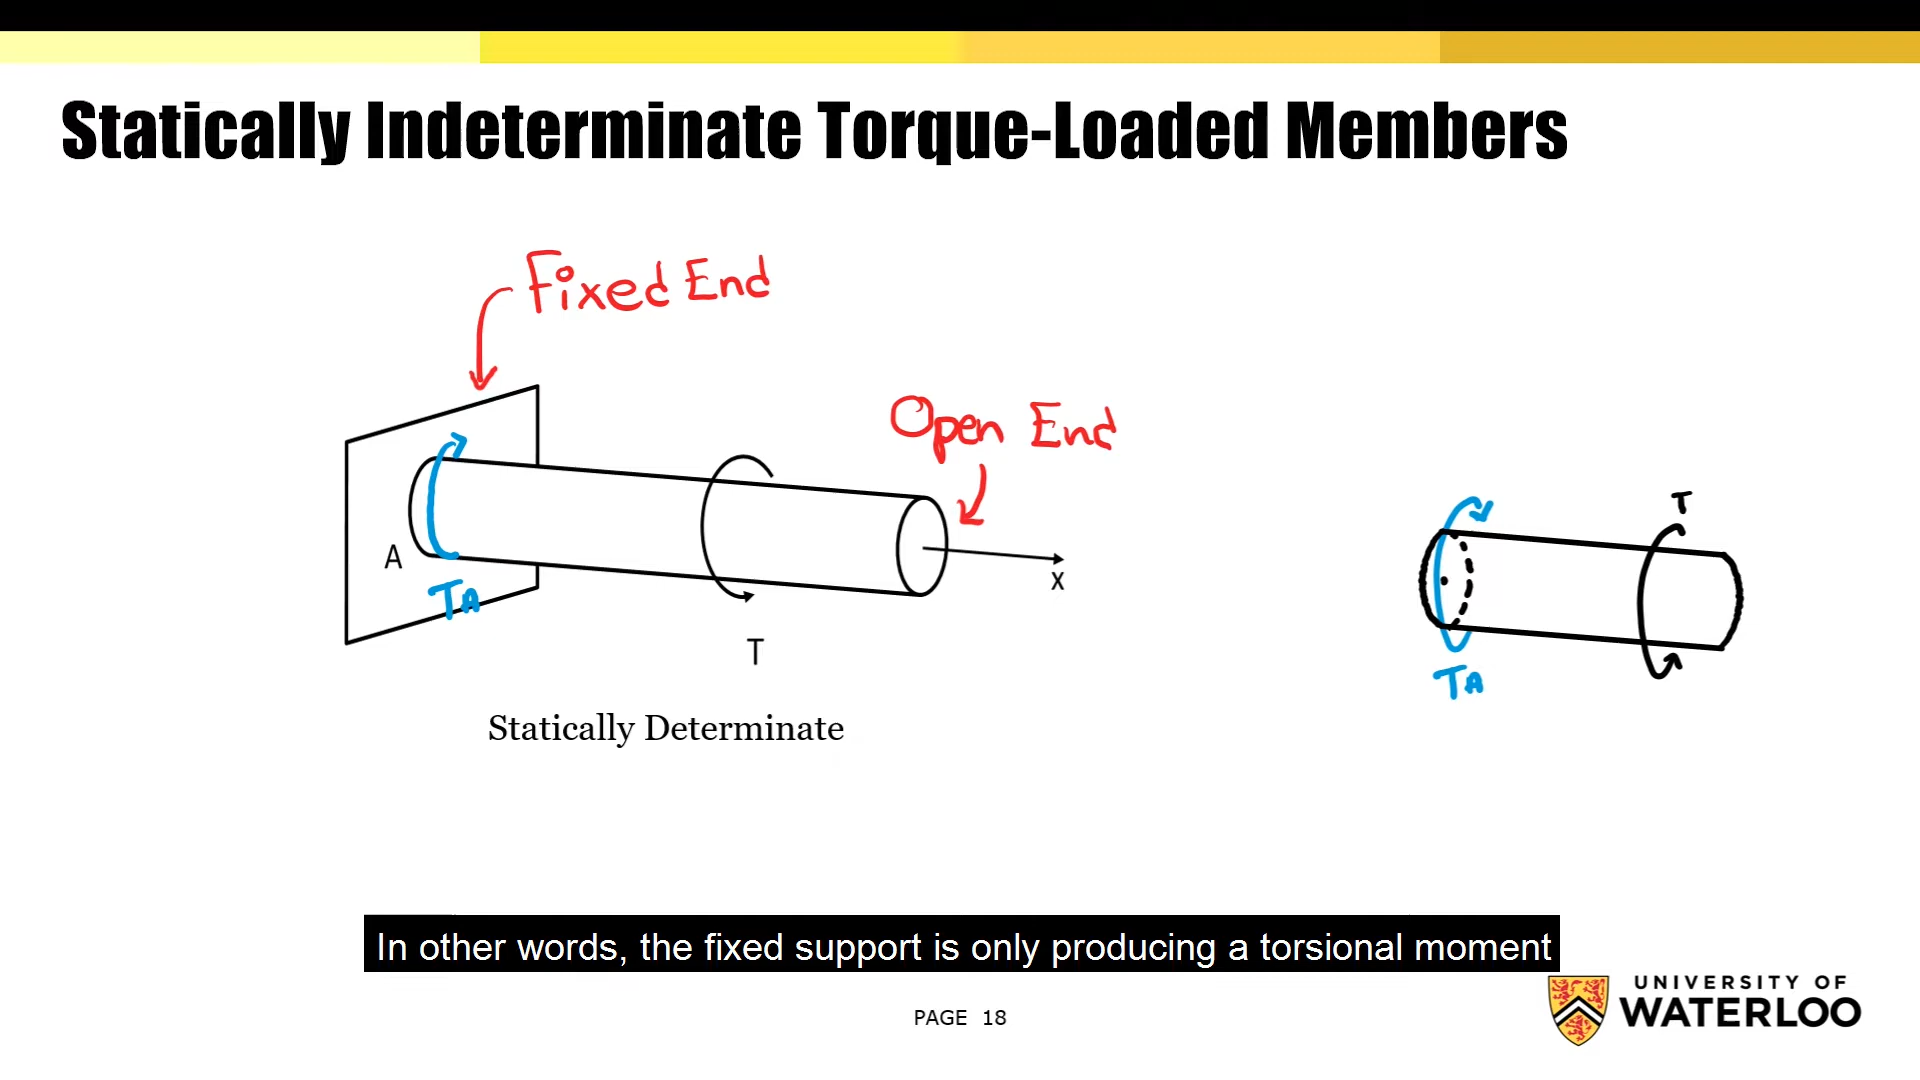 Statically Indeterminate Torque-Loaded Members
Fixed End
Open End
A
TA
x
T
Statically Determinate
T
TA
In other words, the fixed support is only producing a torsional moment
PAGE 18
UNIVERSITY OF
WATERLOO